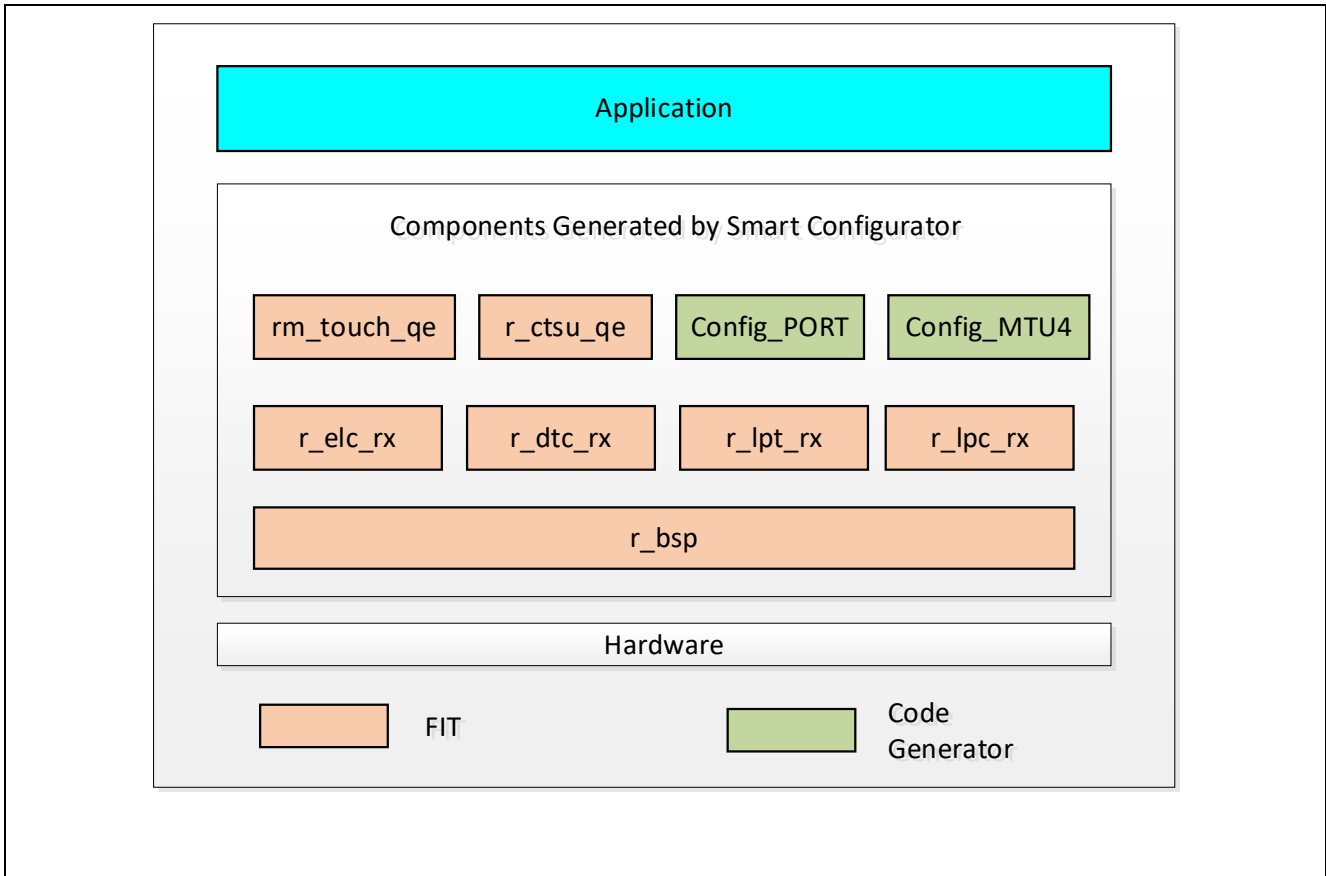 Application
Components Generated by Smart Configurator
rm_touch_qe
r_ctsu_qe
Config_PORT
Config_MTU4
r_elc_rx
r_dtc_rx
r_lpt_rx
r_lpc_rx
r_bsp
Hardware
FIT
Code
Generator